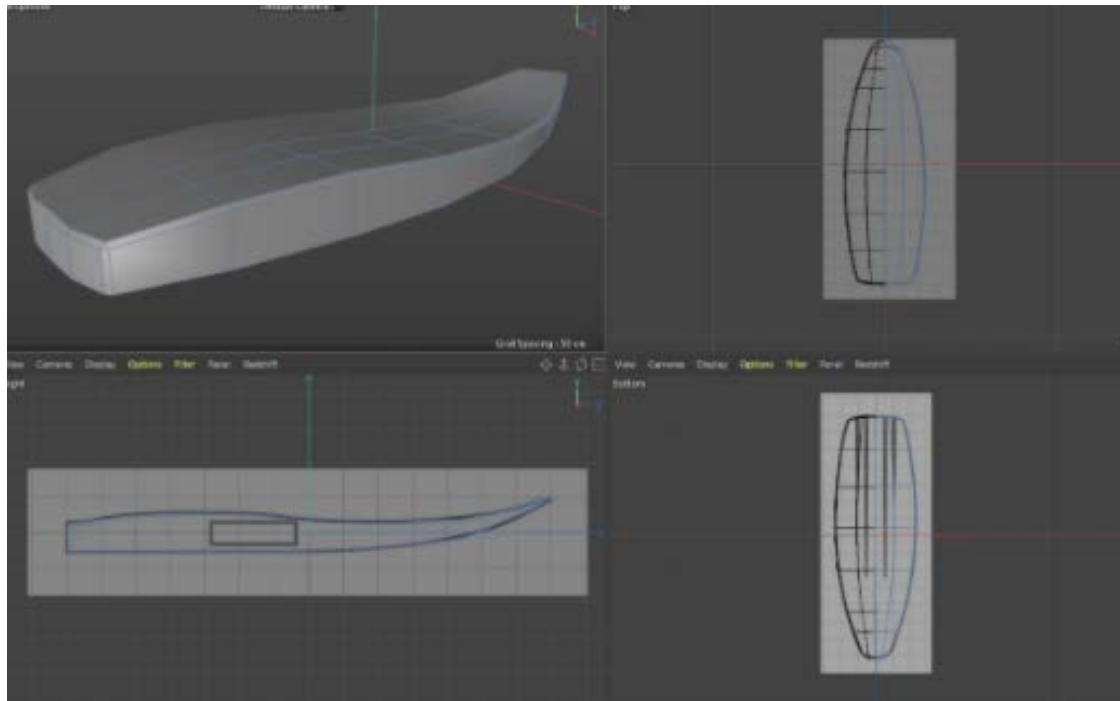 Grid Spacing : 50 cm
View Cameras Display Options Filter Panel Redshift
View Cameras Display Options Filter Panel Redshift
Bottom